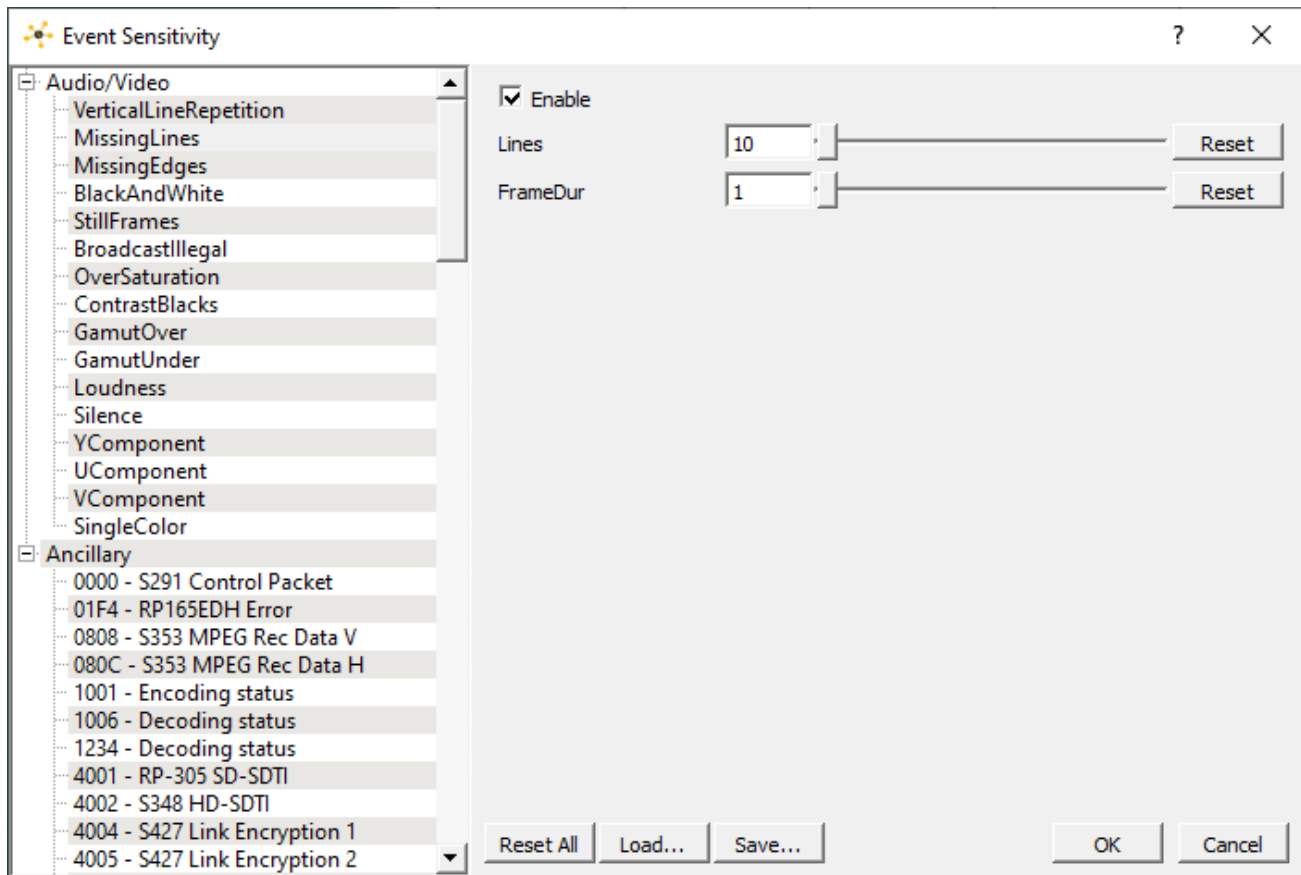 Event Sensitivity
?
Audio/Video
VerticalLineRepetition
MissingLines
MissingEdges
BlackAndWhite
StillFrames
BroadcastIllegal
OverSaturation
ContrastBlacks
GamutOver
GamutUnder
Loudness
Silence
YComponent
UComponent
VComponent
SingleColor
Ancillary
0000 - S291 Control Packet
01F4 - RP165EDH Error
0808 - S353 MPEG Rec Data V
080C - S353 MPEG Rec Data H
1001 - Encoding status
1006 - Decoding status
1234 - Decoding status
4001 - RP-305 SD-SDTI
4002 - S348 HD-SDTI
4004 - S427 Link Encryption 1
4005 - S427 Link Encryption 2
Enable
Lines 10 Reset
FrameDur 1 Reset
Reset All Load... Save... OK Cancel